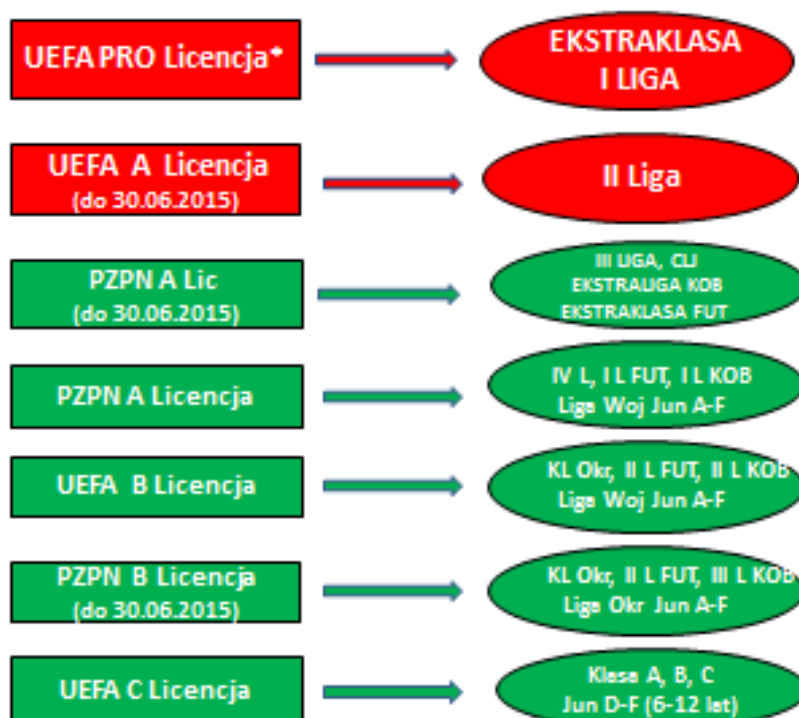 UEFA PRO Licencja*
EKSTRAKLASA
I LIGA
UEFA A Licencja
(do 30.06.2015)
II Liga
PZPN A Lic
(do 30.06.2015)
III LIGA, CLJ
EKSTRALIGA KOB
EKSTRAKLASA FUT
PZPN A Licencja
IV L, I L FUT, I L KOB
Liga Woj Jun A-F
UEFA B Licencja
KL Okr, II L FUT, II L KOB
Liga Woj Jun A-F
PZPN B Licencja
(do 30.06.2015)
KL Okr, II L FUT, III L KOB
Liga Okr Jun A-F
UEFA C Licencja
Klasa A, B, C
Jun D-F (6-12 lat)